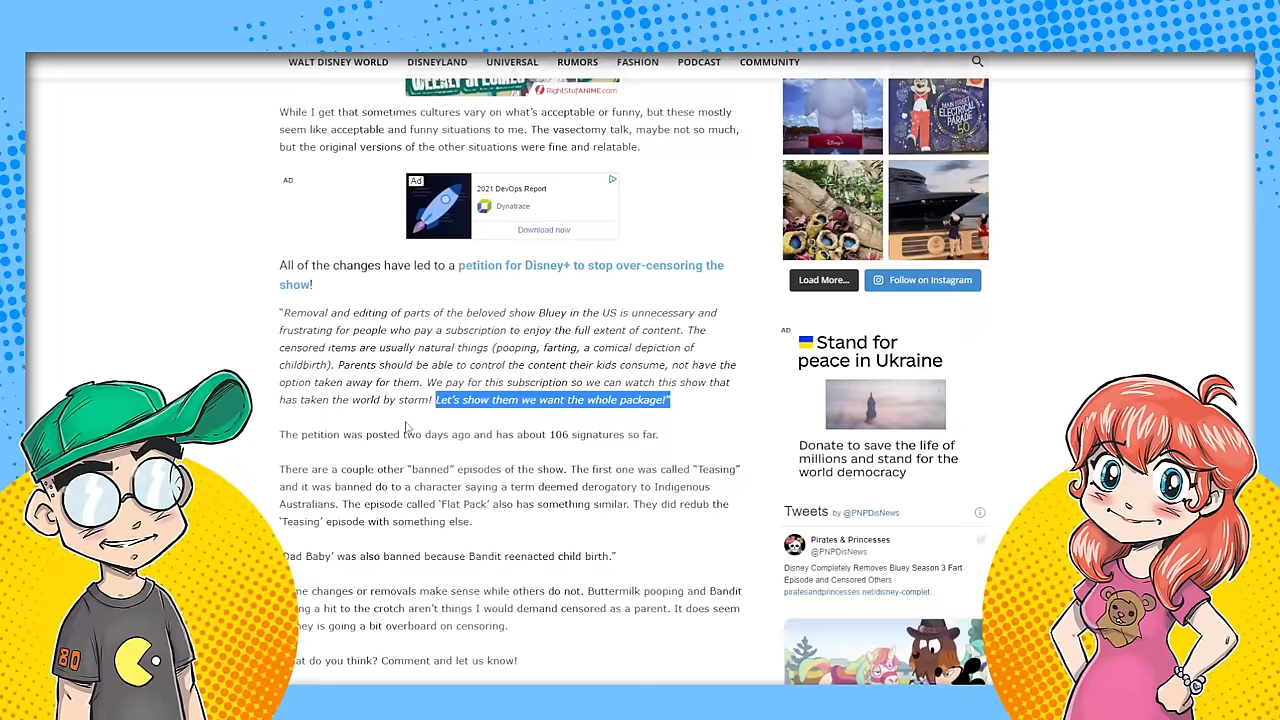 WALT DISNEY WORLD DISNEYLAND UNIVERSAL RUMORS FASHION PODCAST COMMUNITY
WEEKLY SPECIALS RightStufANIME.com
While I get that sometimes cultures vary on what's acceptable or funny, but these mostly
seem like acceptable and funny situations to me. The vasectomy talk, maybe not so much,
but the original versions of the other situations were fine and relatable.
AD
Ad
2021 DevOps Report
Dynatrace
Download now
All of the changes have led to a petition for Disney+ to stop over-censoring the
show!
"Removal and editing of parts of the beloved show Bluey in the US is unnecessary and
frustrating for people who pay a subscription to enjoy the full extent of content. The
censored items are usually natural things (pooping, farting, a comical depiction of
childbirth). Parents should be able to control the content their kids consume, not have the
option taken away for them. We pay for this subscription so we can watch this show that
has taken the world by storm! Let's show them we want the whole package!"
The petition was posted two days ago and has about 106 signatures so far.
There are a couple other "banned" episodes of the show. The first one was called "Teasing"
and it was banned do to a character saying a term deemed derogatory to Indigenous
Australians. The episode called 'Flat Pack' also has something similar. They did redub the
'Teasing' episode with something else.
Dad Baby' was also banned because Bandit reenacted child birth."
me changes or removals make sense while others do not. Buttermilk pooping and Bandit
a hit to the crotch aren't things I would demand censored as a parent. It does seem
ney is going a bit overboard on censoring.
at do you think? Comment and let us know!
Disney+
MAIN STREET
ELECTRICAL
PARADE
50
Load More... Follow on Instagram
AD
Stand for
peace in Ukraine
Donate to save the life of
millions and stand for the
world democracy
Tweets by @PNPDisNews
Pirates & Princesses
@PNPDisNews
Disney Completely Removes Bluey Season 3 Fart
Episode and Censored Others
piratesandprincesses.net/disney-complet…
80